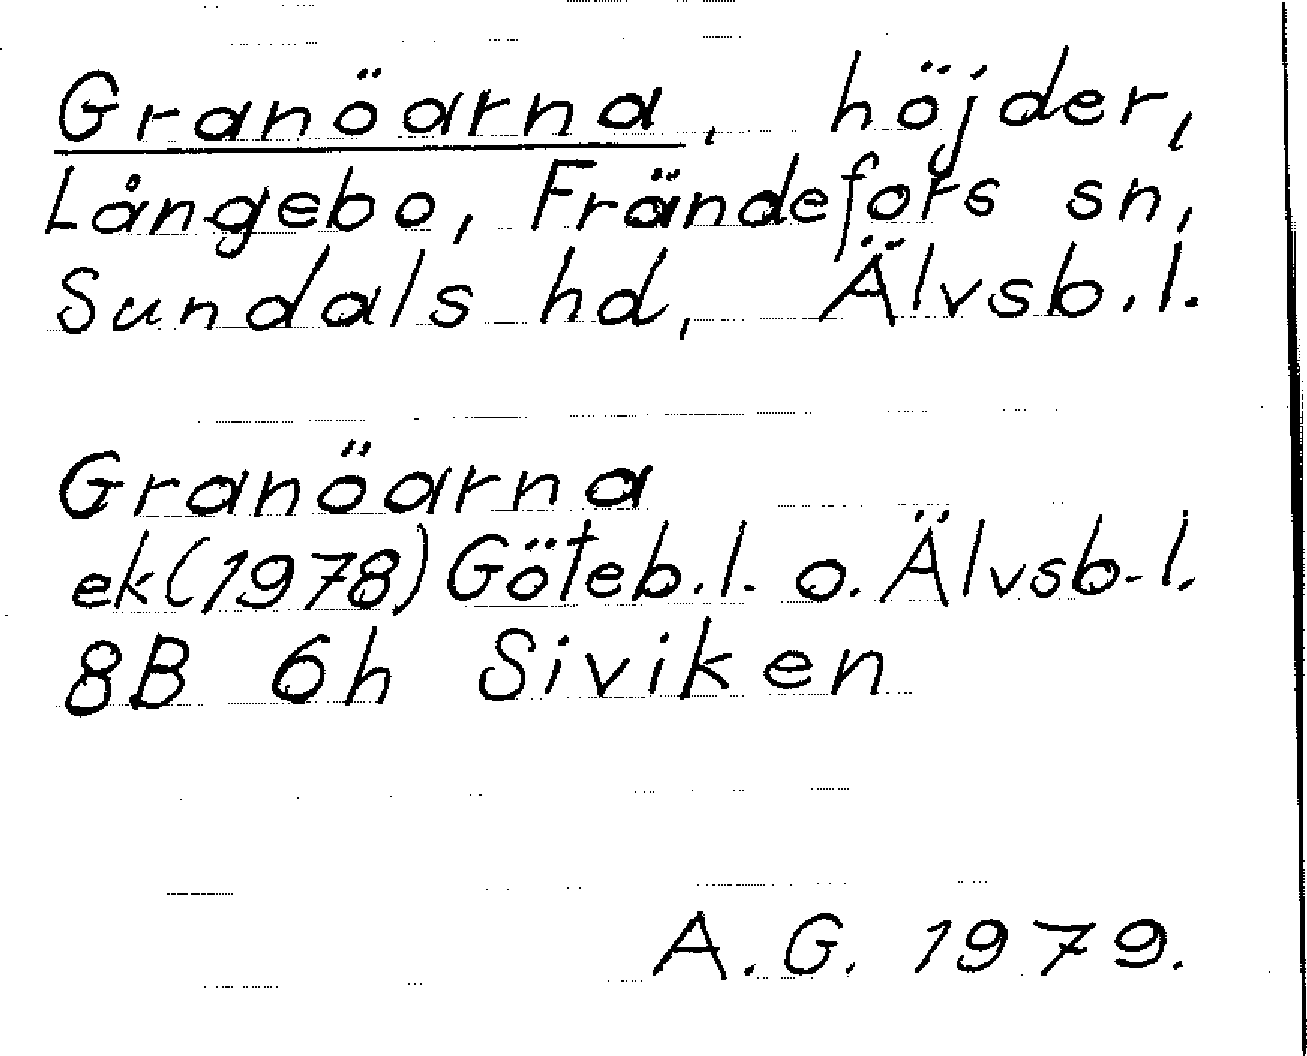 Granöarna, höjder,
Långebo, Frändefors sn,
Sundals hd, Älvsb.l.
Granöarna
ek(1978) Göteb.l. o. Älvsb.l.
8B 6h Siviken
A.G. 1979.